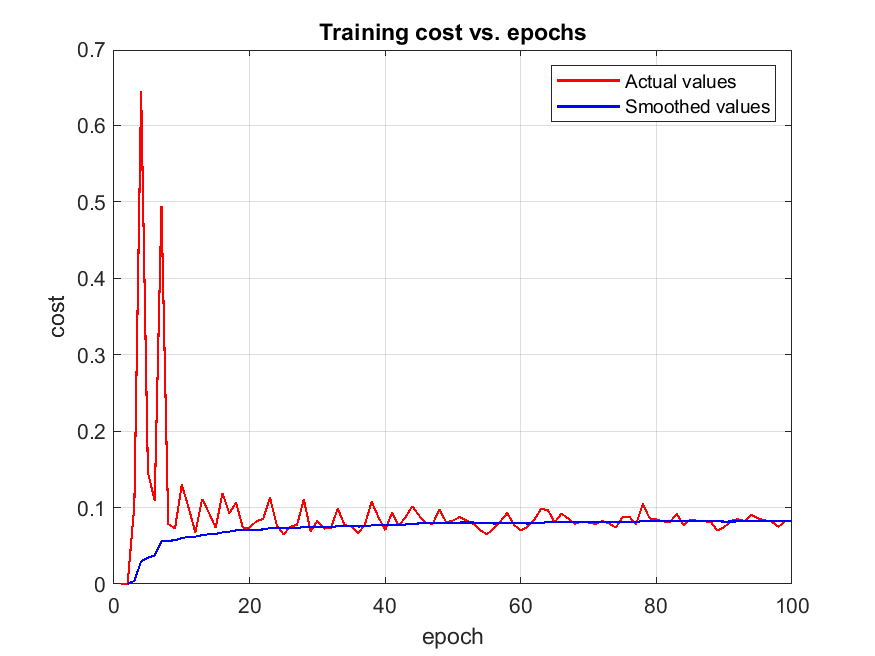 Training cost vs. epochs
Actual values
Smoothed values
0.7
0.6
0.5
0.4
0.3
0.2
0.1
0
cost
0 20 40 60 80 100
epoch